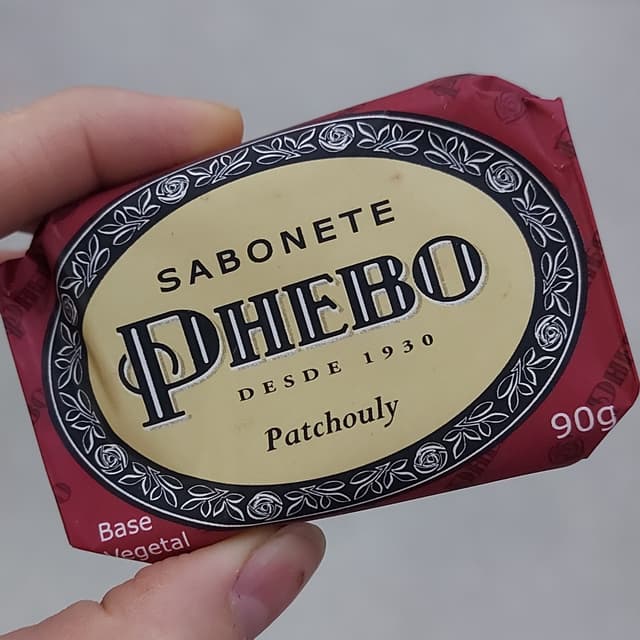 SABONETE
PHEBO
DESDE 1930
Patchouly
90g
Base
Vegetal